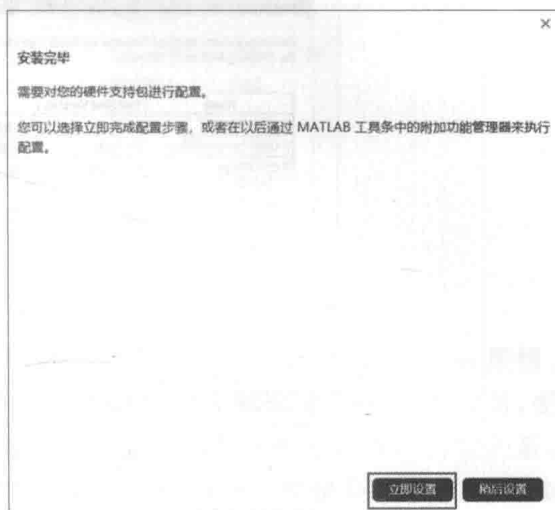 ×
安装完毕
需要对您的硬件支持包进行配置。
您可以选择立即完成配置步骤，或者在以后通过 MATLAB 工具条中的附加功能管理器来执行
配置。
立即设置 稍后设置